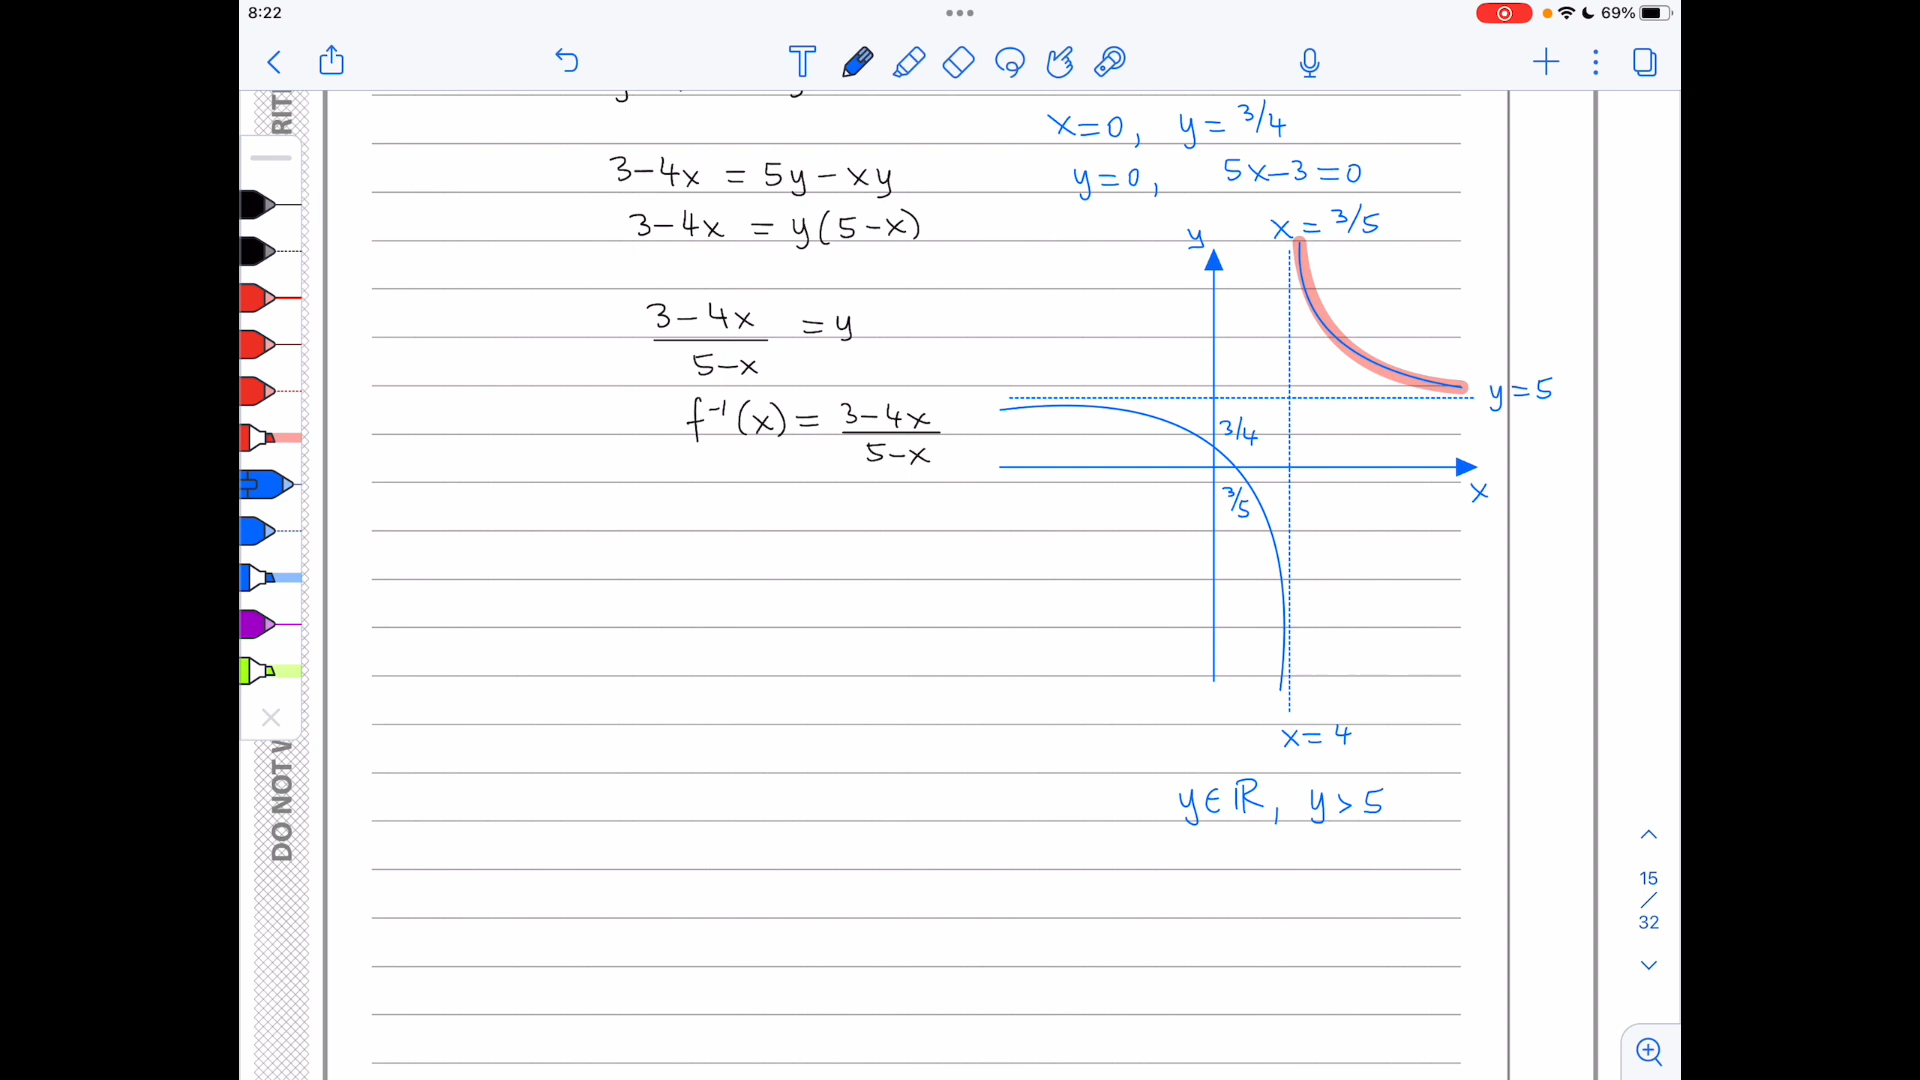 8:22
69%
T
RITI
x=0, y= 3/4
3-4x = 5y-xy
y=0, 5x-3=0
3-4x = y(5-x)
x= 3/5
y
3-4x
= y
5-x
y=5
f⁻¹(x) = 3-4x
5-x
3/4
x
3/5
x=4
DO NOT W
y∈ℝ, y>5
15
/
32